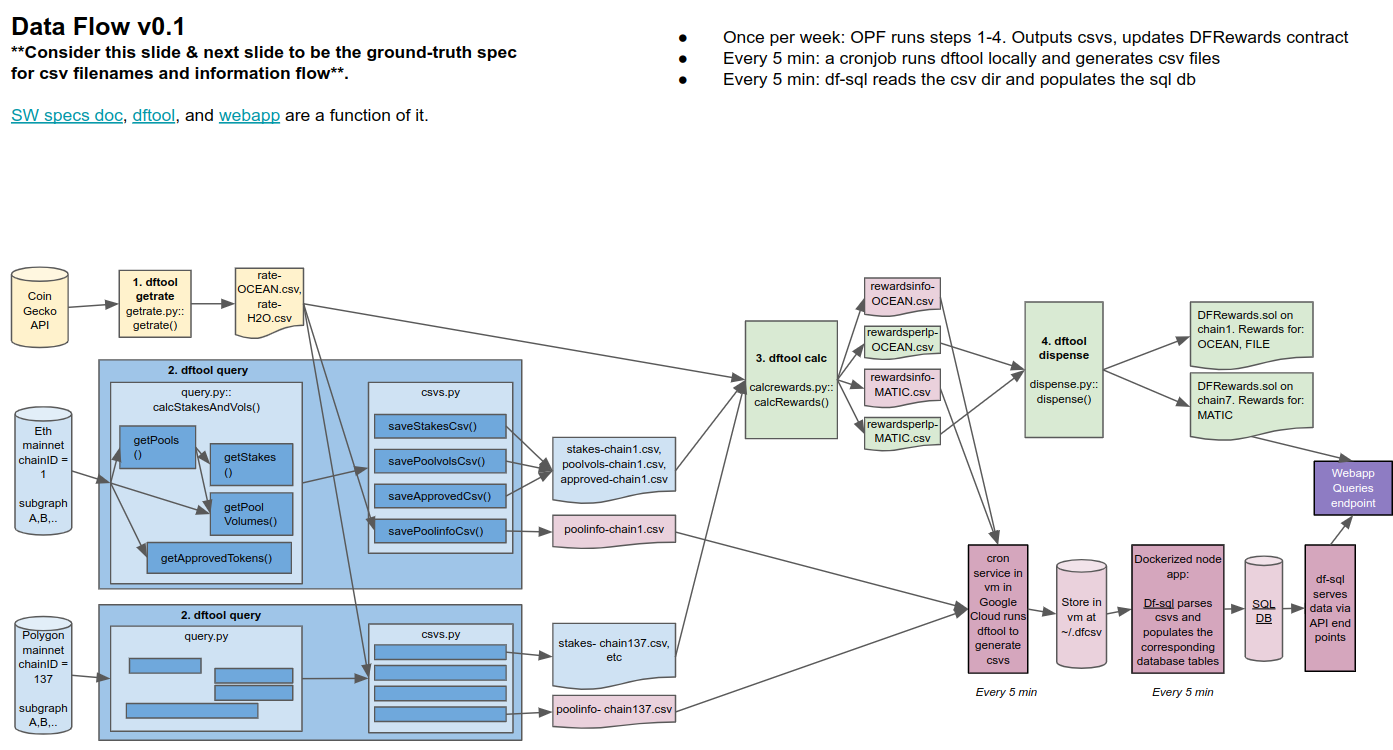 Data Flow v0.1
**Consider this slide & next slide to be the ground-truth spec
for csv filenames and information flow**.
SW specs doc, dftool, and webapp are a function of it.
● Once per week: OPF runs steps 1-4. Outputs csvs, updates DFRewards contract
● Every 5 min: a cronjob runs dftool locally and generates csv files
● Every 5 min: df-sql reads the csv dir and populates the sql db
Coin
Gecko
API
1. dftool
getrate
getrate.py::
getrate()
rate-
OCEAN.csv,
rate-
H2O.csv
Eth
mainnet
chainID =
1
subgraph
A,B,..
2. dftool query
query.py::
calcStakesAndVols()
getPools
()
getStakes
()
getPool
Volumes()
getApprovedTokens()
csvs.py
saveStakesCsv()
savePoolvolsCsv()
saveApprovedCsv()
savePoolinfoCsv()
stakes-chain1.csv,
poolvols-chain1.csv,
approved-chain1.csv
poolinfo-chain1.csv
Polygon
mainnet
chainID =
137
subgraph
A,B,..
2. dftool query
query.py
csvs.py
stakes- chain137.csv,
etc
poolinfo- chain137.csv
3. dftool calc
calcrewards.py::
calcRewards()
rewardsinfo-
OCEAN.csv
rewardsperlp-
OCEAN.csv
rewardsinfo-
MATIC.csv
rewardsperlp-
MATIC.csv
4. dftool
dispense
dispense.py::
dispense()
DFRewards.sol on
chain1. Rewards for:
OCEAN, FILE
DFRewards.sol on
chain7. Rewards for:
MATIC
Webapp
Queries
endpoint
cron
service in
vm in
Google
Cloud runs
dftool to
generate
csvs
Every 5 min
Store in
vm at
~/.dfcsv
Dockerized node
app:
Df-sql parses
csvs and
populates the
corresponding
database tables
Every 5 min
SQL
DB
df-sql
serves
data via
API end
points